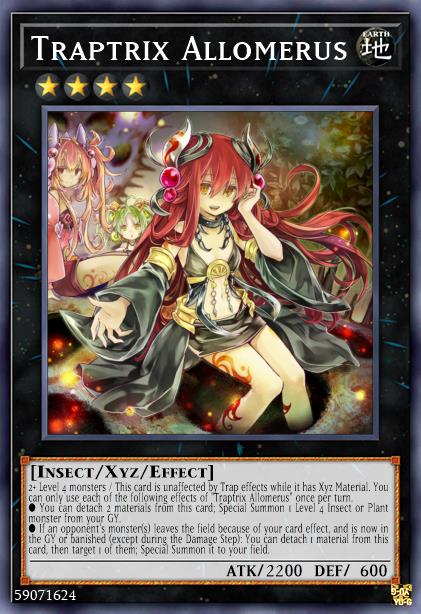 TRAPTRIX ALLOMERUS
EARTH
地
[INSECT/XYZ/EFFECT]
2+ Level 4 monsters / This card is unaffected by Trap effects while it has Xyz Material. You
can only use each of the following effects of "Traptrix Allomerus" once per turn.
● You can detach 2 materials from this card; Special Summon 1 Level 4 Insect or Plant
monster from your GY.
● If an opponent's monster(s) leaves the field because of your card effect, and is now in
the GY or banished (except during the Damage Step): You can detach 1 material from this
card, then target 1 of them; Special Summon it to your field.
ATK/2200 DEF/ 600
59071624